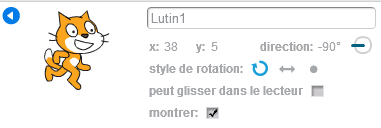 Lutin1
x: 38 y: 5 direction: -90°
style de rotation:
peut glisser dans le lecteur
montrer: